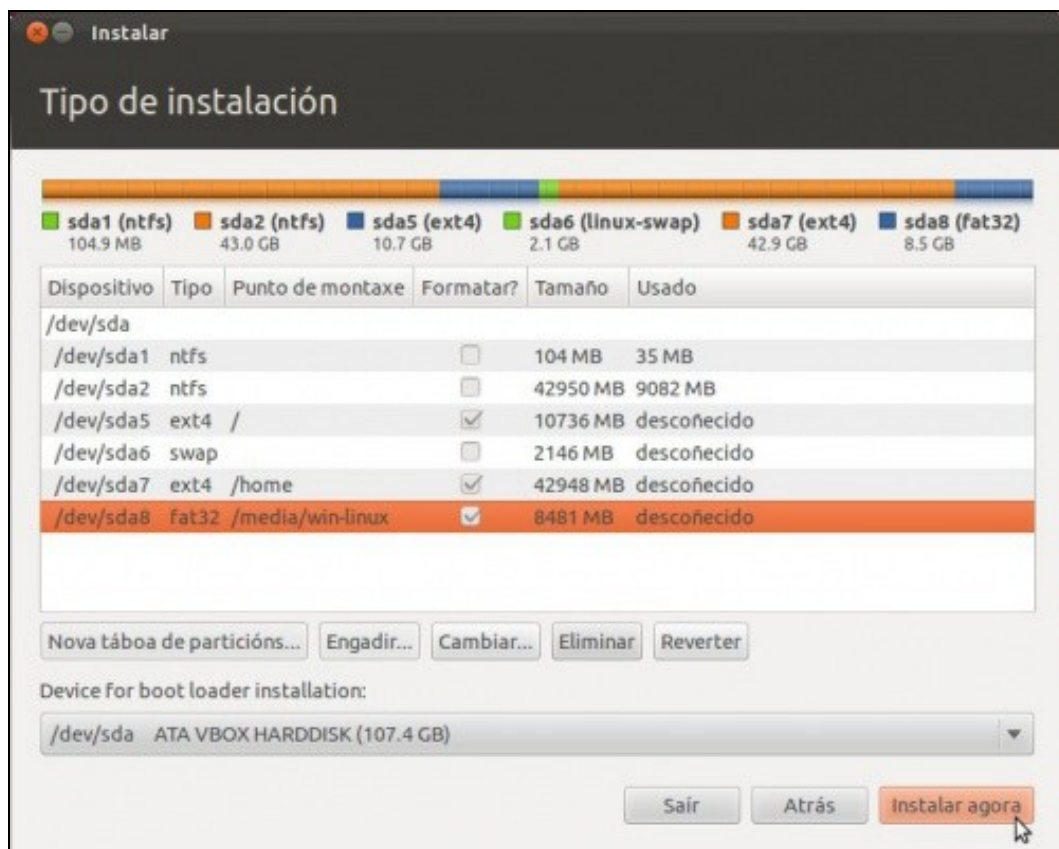 Instalar
Tipo de instalación
sda1 (ntfs) sda2 (ntfs) sda5 (ext4) sda6 (linux-swap) sda7 (ext4) sda8 (fat32)
104.9 MB 43.0 GB 10.7 GB 2.1 GB 42.9 GB 8.5 GB
Dispositivo Tipo Punto de montaxe Formatar? Tamaño Usado
/dev/sda
/dev/sda1 ntfs 104 MB 35 MB
/dev/sda2 ntfs 42950 MB 9082 MB
/dev/sda5 ext4 / 10736 MB descoñecido
/dev/sda6 swap 2146 MB descoñecido
/dev/sda7 ext4 /home 42948 MB descoñecido
/dev/sda8 fat32 /media/win-linux 8481 MB descoñecido
Nova táboa de particións... Engadir... Cambiar... Eliminar Reverter
Device for boot loader installation:
/dev/sda ATA VBOX HARDDISK (107.4 GB)
Saír Atrás Instalar agora